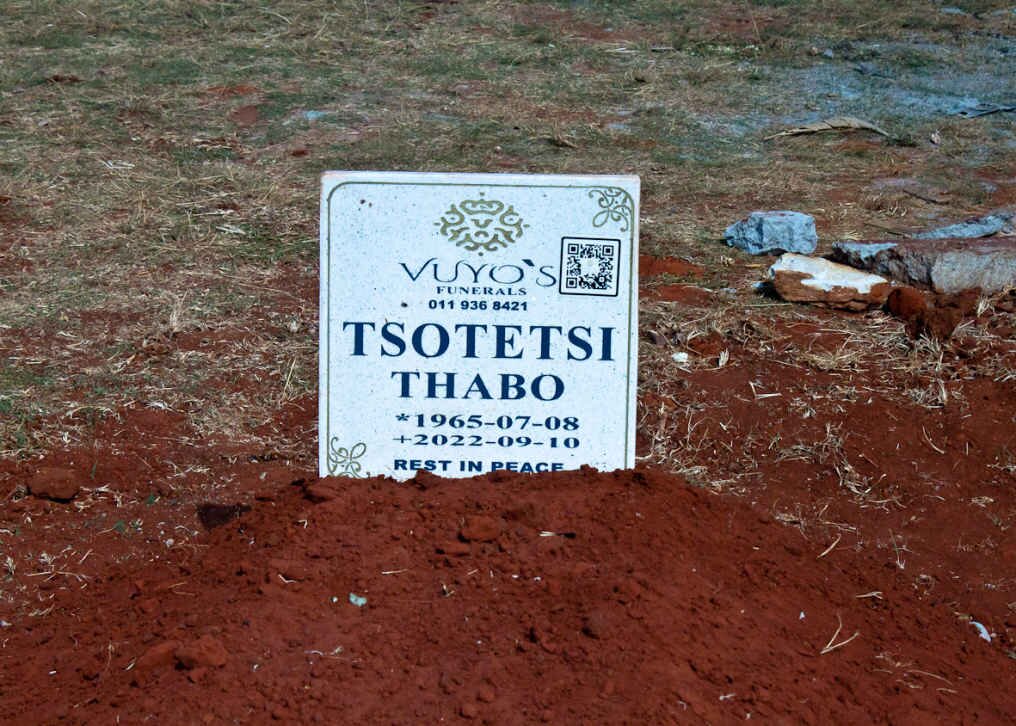 VUYO`S
FUNERALS
011 936 8421
TSOTETSI
THABO
*1965-07-08
+2022-09-10
REST IN PEACE